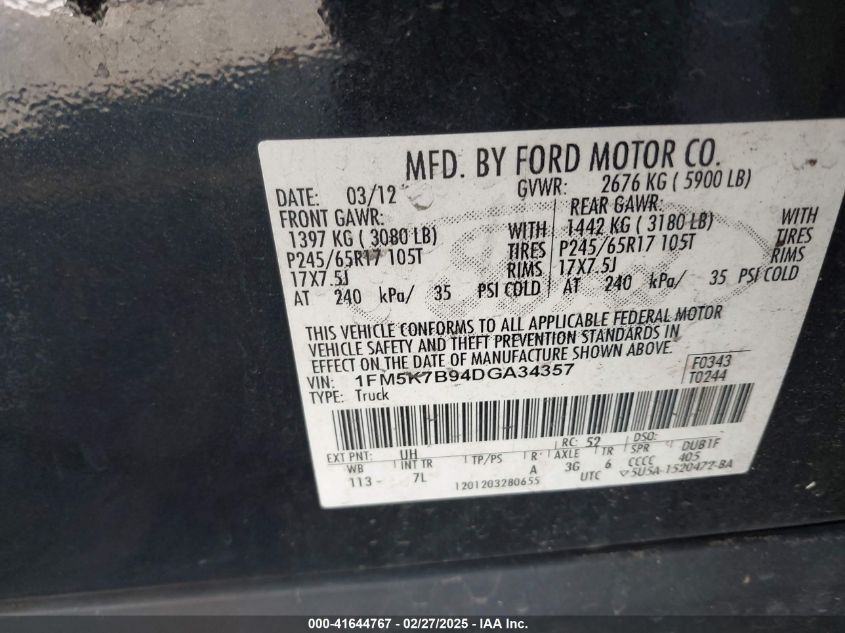 MFD. BY FORD MOTOR CO.
DATE: 03/12 GVWR: 2676 KG ( 5900 LB)
FRONT GAWR: REAR GAWR:
1397 KG ( 3080 LB) WITH 1442 KG ( 3180 LB) WITH
P245/65R17 105T TIRES P245/65R17 105T TIRES
17X7.5J RIMS 17X7.5J RIMS
AT 240 kPa/ 35 PSI COLD AT 240 kPa/ 35 PSI COLD
THIS VEHICLE CONFORMS TO ALL APPLICABLE FEDERAL MOTOR
VEHICLE SAFETY AND THEFT PREVENTION STANDARDS IN
EFFECT ON THE DATE OF MANUFACTURE SHOWN ABOVE.
VIN: 1FM5K7B94DGA34357 F0343
TYPE: Truck T0244
EXT PNT: UH RC: 52 DSO:
WB INT TR TP/PS R AXLE TR SPR DUB1F
113 - 7L A 3G 6 CCCC 405
1201203280655 UTC 5U5A-1520472-BA
000-41644767 - 02/27/2025 - IAA Inc.